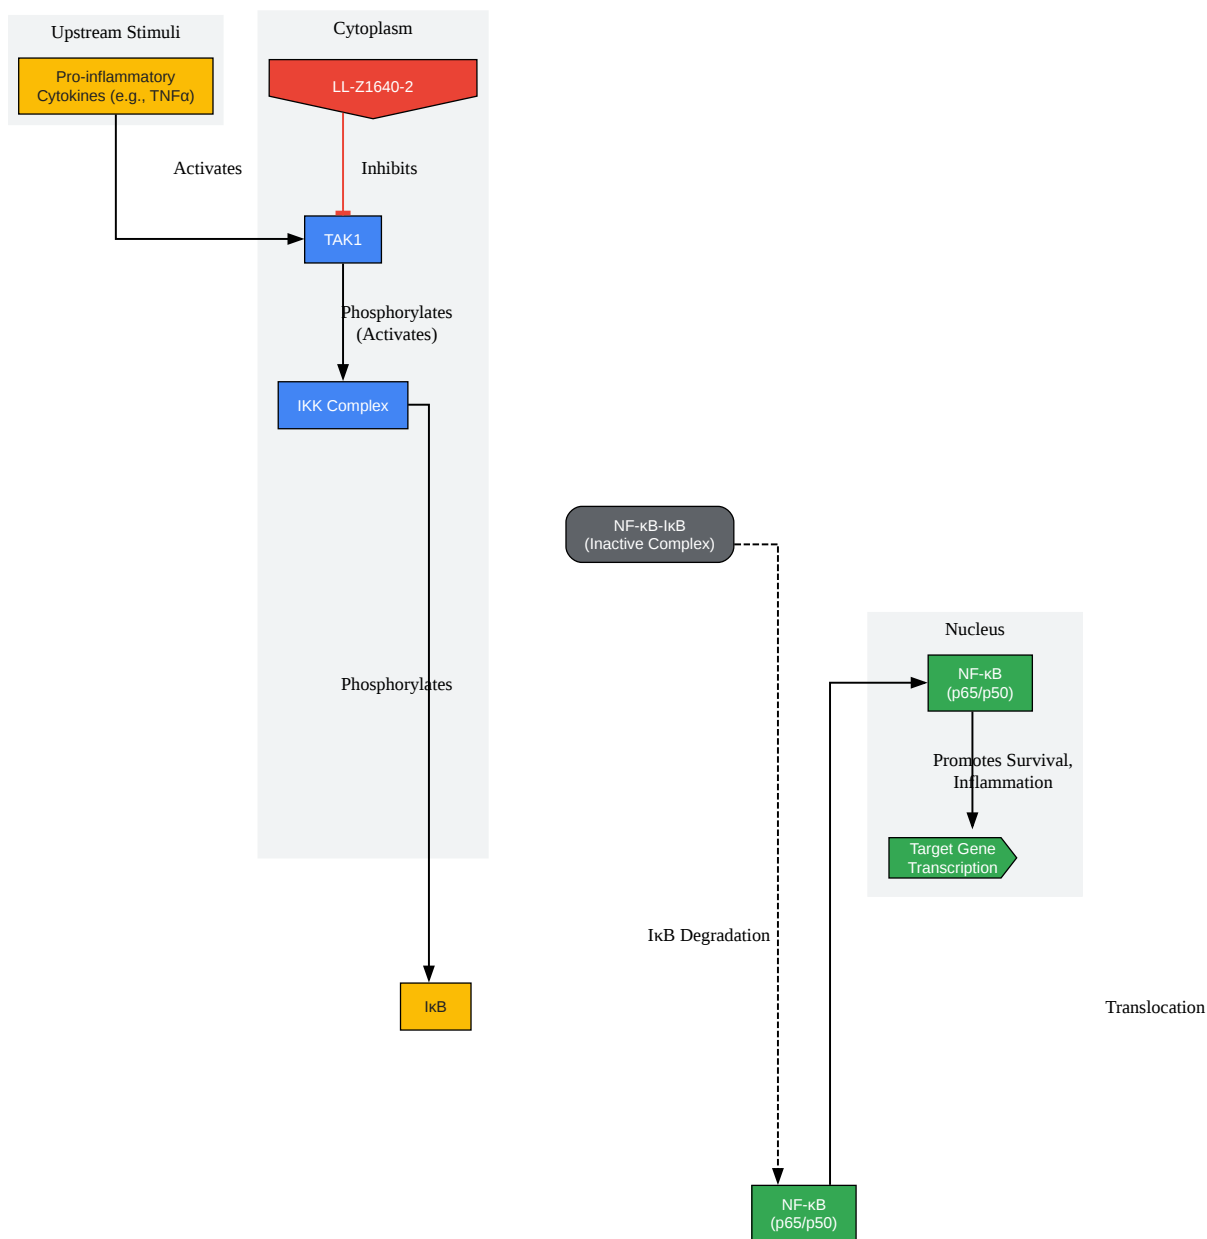 Upstream Stimuli
Pro-inflammatory
Cytokines (e.g., TNFα)
Cytoplasm
LL-Z1640-2
Activates
Inhibits
TAK1
Phosphorylates
(Activates)
IKK Complex
NF-κB-IκB
(Inactive Complex)
Phosphorylates
Nucleus
NF-κB
(p65/p50)
Promotes Survival,
Inflammation
Target Gene
Transcription
IκB Degradation
IκB
Translocation
NF-κB
(p65/p50)